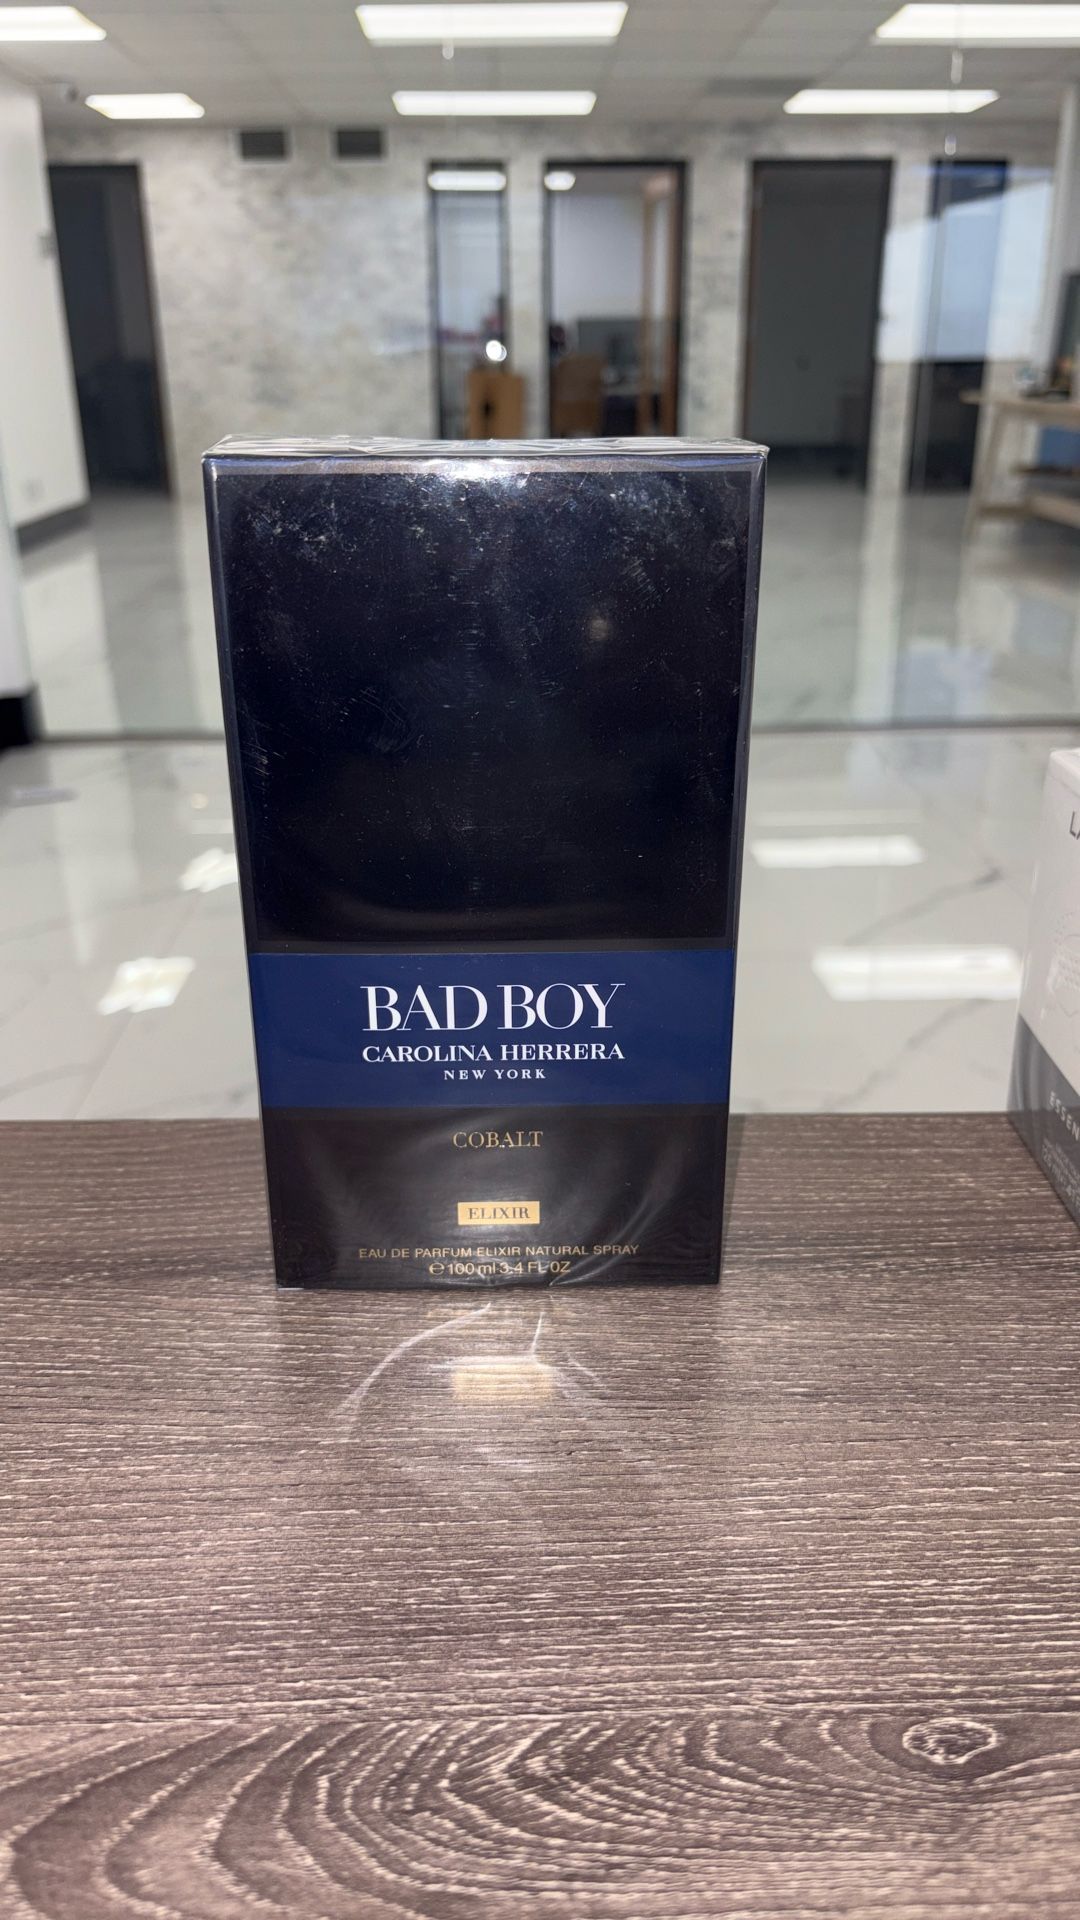 BAD BOY
CAROLINA HERRERA
NEW YORK
COBALT
ELIXIR
EAU DE PARFUM ELIXIR NATURAL SPRAY
℮ 100 ml 3.4 FL OZ